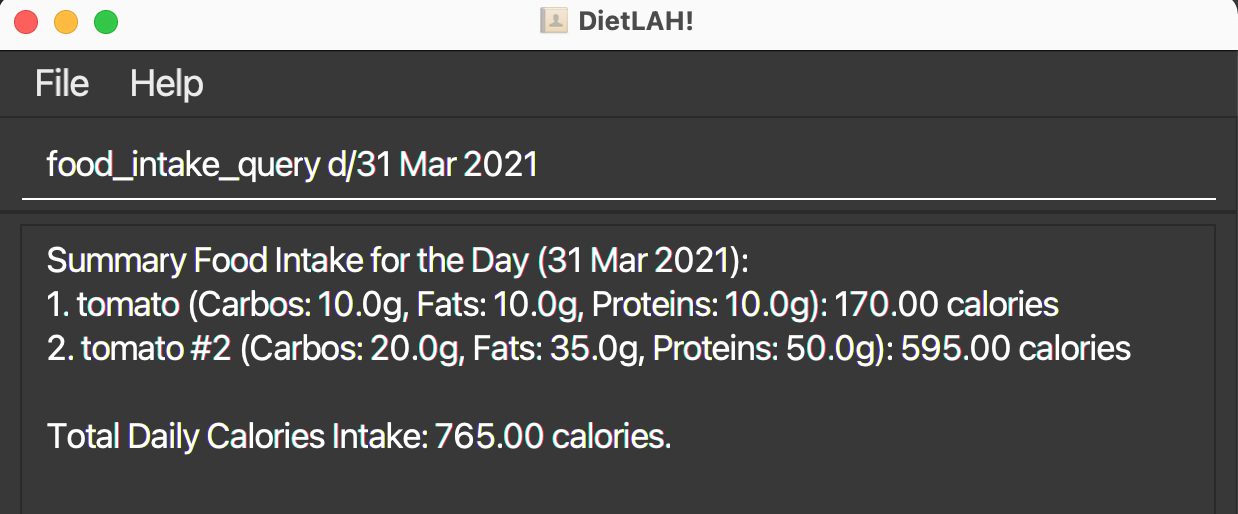 DietLAH!
File Help
food_intake_query d/31 Mar 2021
Summary Food Intake for the Day (31 Mar 2021):
1. tomato (Carbos: 10.0g, Fats: 10.0g, Proteins: 10.0g): 170.00 calories
2. tomato #2 (Carbos: 20.0g, Fats: 35.0g, Proteins: 50.0g): 595.00 calories
Total Daily Calories Intake: 765.00 calories.